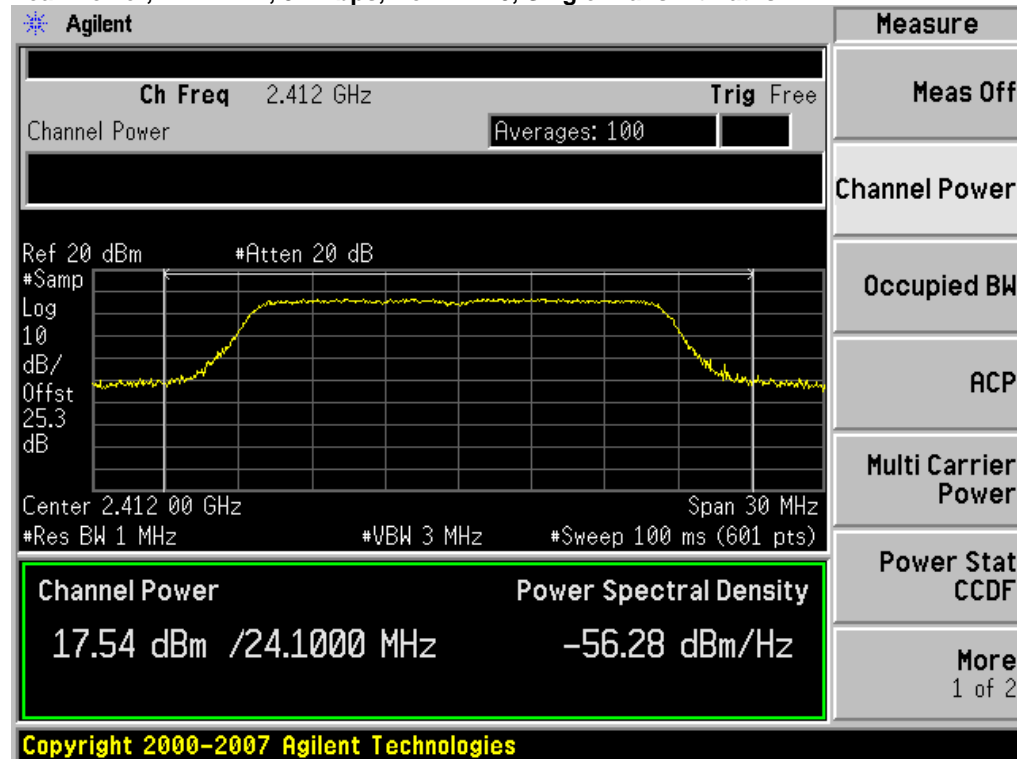 Agilent
Measure
Ch Freq 2.412 GHz Trig Free
Channel Power Averages: 100
Ref 20 dBm #Atten 20 dB
#Samp
Log
10
dB/
Offst
25.3
dB
Center 2.412 00 GHz Span 30 MHz
#Res BW 1 MHz #VBW 3 MHz #Sweep 100 ms (601 pts)
Channel Power Power Spectral Density
17.54 dBm /24.1000 MHz -56.28 dBm/Hz
Meas Off
Channel Power
Occupied BW
ACP
Multi Carrier
Power
Power Stat
CCDF
More
1 of 2
Copyright 2000-2007 Agilent Technologies